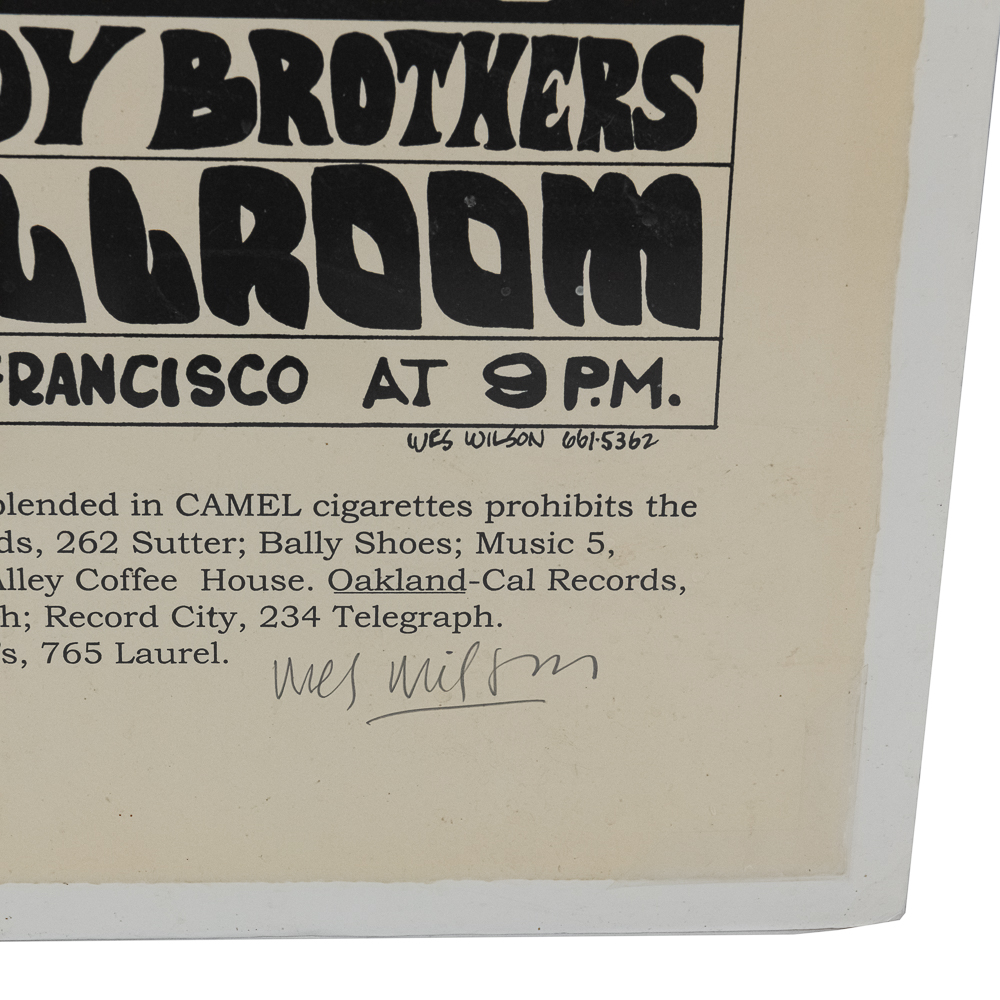 DY BROTHERS
LLROOM
FRANCISCO AT 9 P.M.
WES WILSON 661·5362
blended in CAMEL cigarettes prohibits the
ds, 262 Sutter; Bally Shoes; Music 5,
Alley Coffee House. Oakland-Cal Records,
h; Record City, 234 Telegraph.
's, 765 Laurel.
Wes Wilson